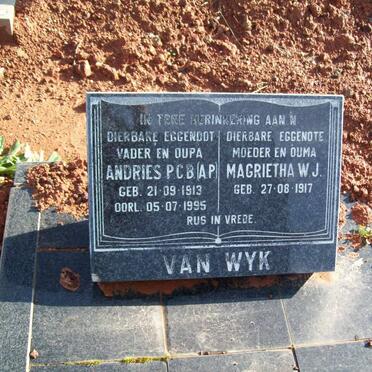 IN TERE HERINNERING AAN 'N
DIERBARE EGGENOOT
VADER EN OUPA
ANDRIES P.C.B(AP)
GEB. 21·09·1913
OORL. 05·07·1995
DIERBARE EGGENOTE
MOEDER EN OUMA
MAGRIETHA W.J.
GEB. 27·08·1917
RUS IN VREDE.
VAN WYK